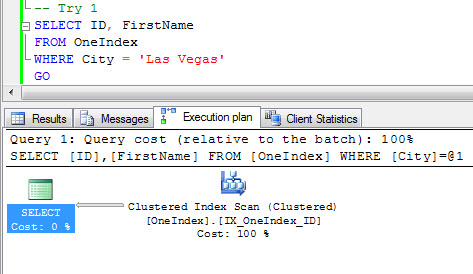 -- Try 1
SELECT ID, FirstName
FROM OneIndex
WHERE City = 'Las Vegas'
GO
Results Messages Execution plan Client Statistics
Query 1: Query cost (relative to the batch): 100%
SELECT [ID],[FirstName] FROM [OneIndex] WHERE [City]=@1
SELECT
Cost: 0 %
Clustered Index Scan (Clustered)
[OneIndex].[IX_OneIndex_ID]
Cost: 100 %